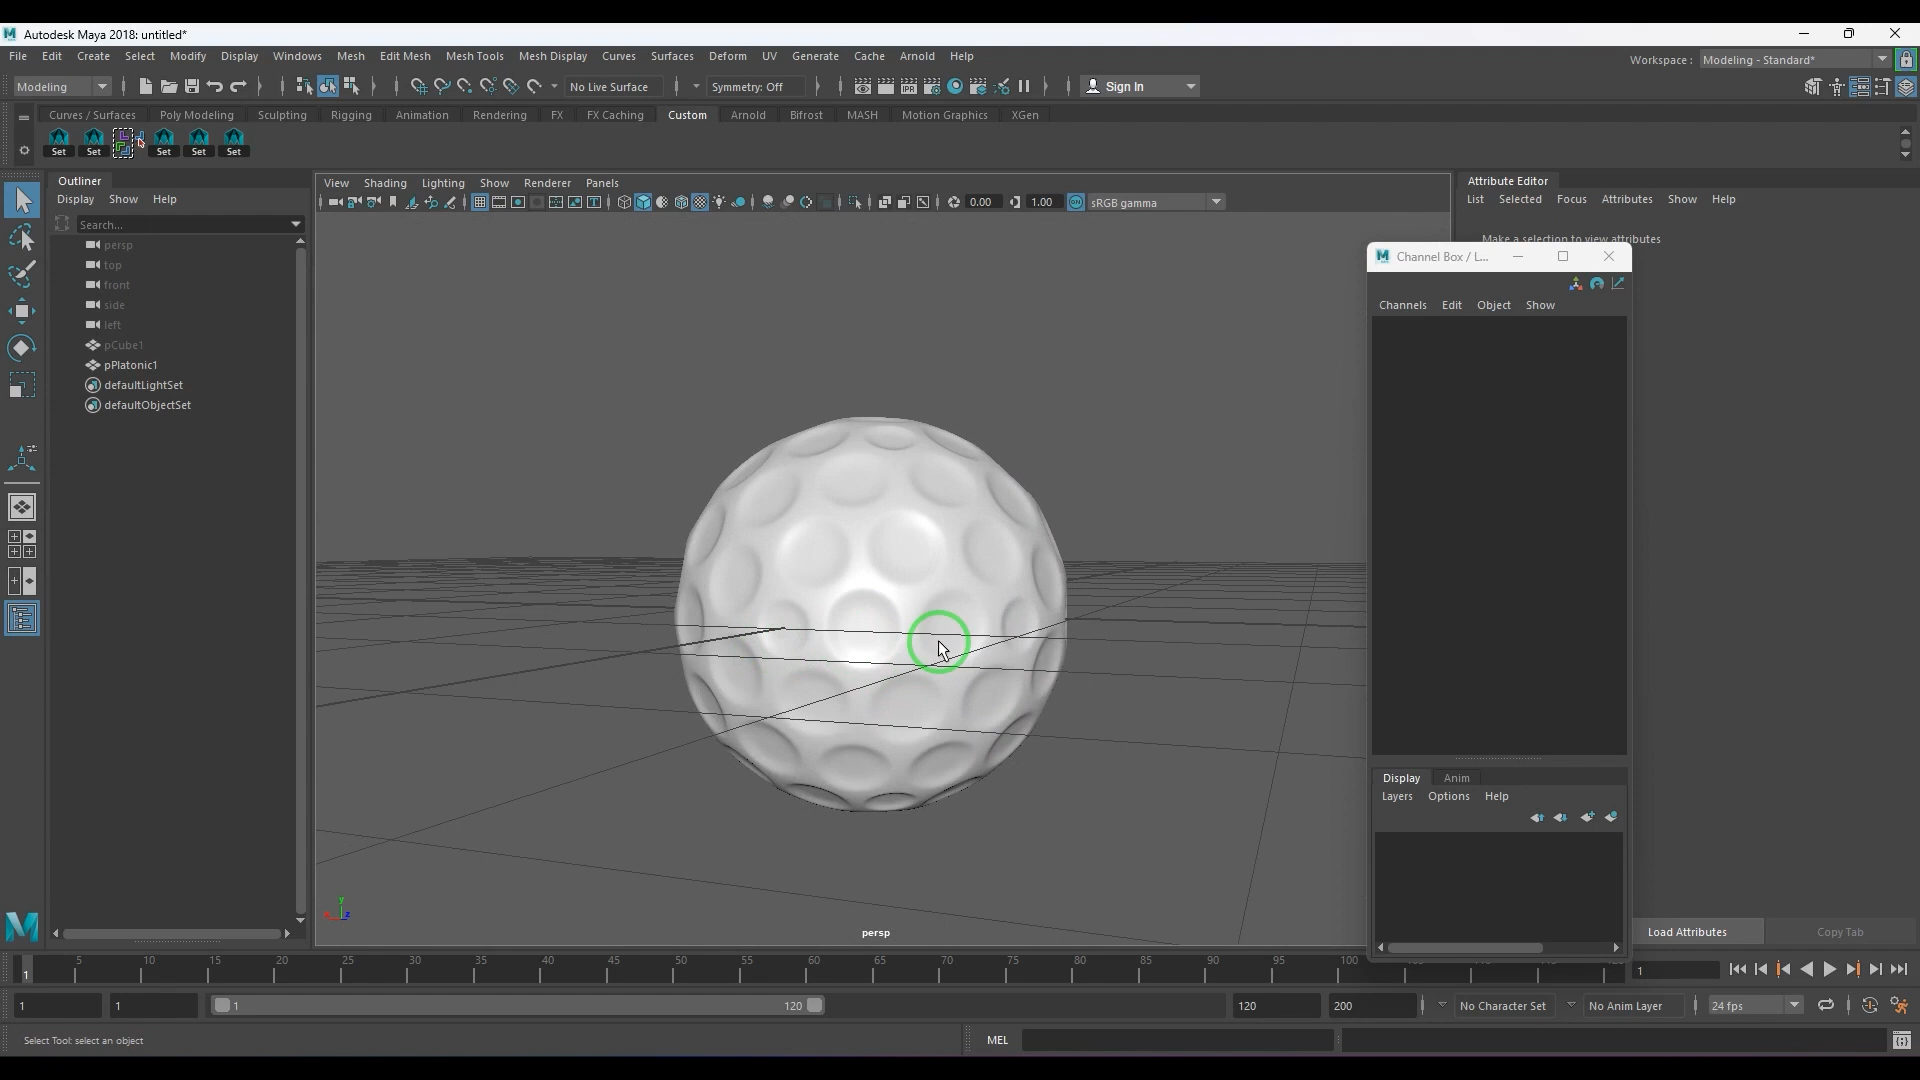 Autodesk Maya 2018: untitled*
File Edit Create Select Modify Display Windows Mesh Edit Mesh Mesh Tools Mesh Display Curves Surfaces Deform UV Generate Cache Arnold Help
Workspace : Modeling - Standard*
Modeling No Live Surface Symmetry: Off IPR Sign In
Curves / Surfaces Poly Modeling Sculpting Rigging Animation Rendering FX FX Caching Custom Arnold Bifrost MASH Motion Graphics XGen
Set Set Set Set Set
Outliner
Display Show Help
Search...
persp
top
front
side
left
pCube1
pPlatonic1
defaultLightSet
defaultObjectSet
View Shading Lighting Show Renderer Panels
0.00 1.00 ON sRGB gamma
y
x z
persp
Attribute Editor
List Selected Focus Attributes Show Help
Make a selection to view attributes
Channel Box / L...
Channels Edit Object Show
Display Anim
Layers Options Help
Load Attributes Copy Tab
1 5 10 15 20 25 30 35 40 45 50 55 60 65 70 75 80 85 90 95 100 1
1 1 1 120 120 200 No Character Set No Anim Layer 24 fps
Select Tool: select an object MEL